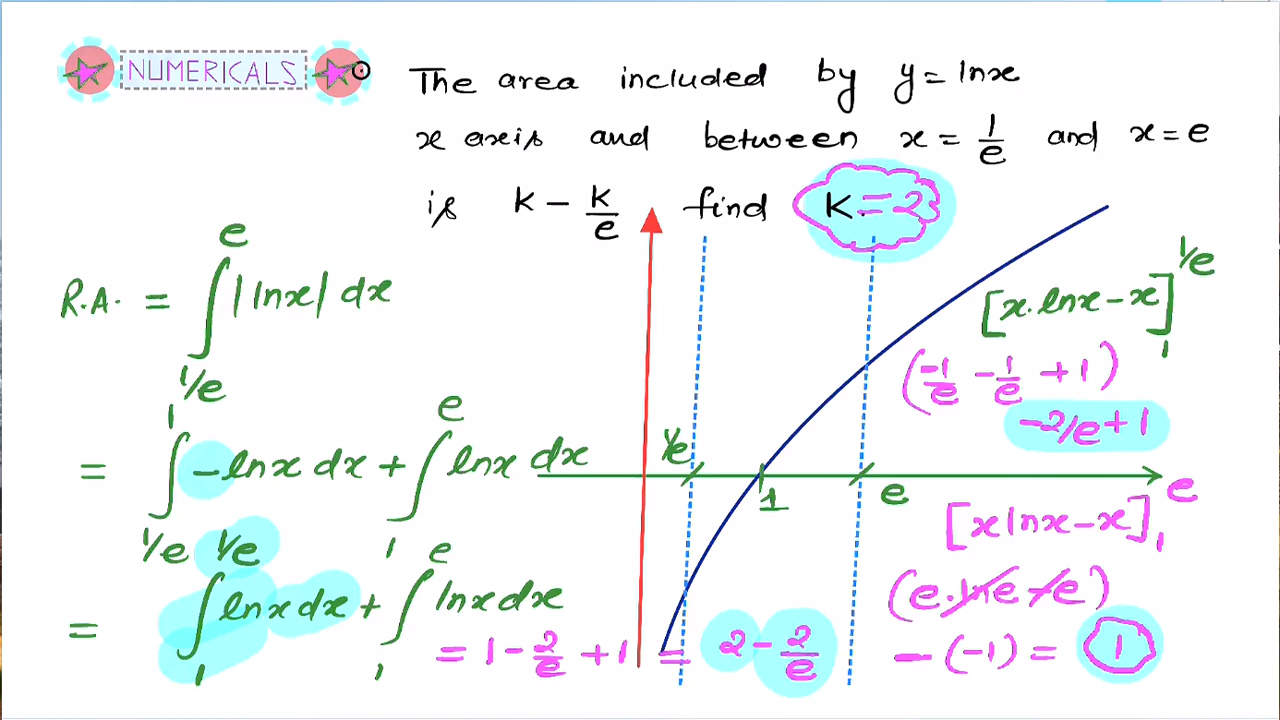 NUMERICALS
The area included by y = lnx
x axis and between x = 1/e and x = e
is k - k/e find K = 2
R.A. = ∫_{1/e}^{e} |lnx| dx
= ∫_{1/e}^{1} -lnx dx + ∫_{1}^{e} lnx dx
= ∫_{1}^{1/e} lnx dx + ∫_{1}^{e} lnx dx
= 1 - 2/e + 1 = 2 - 2/e
1/e
1
e
[x.lnx - x]_{1}^{1/e}
(-1/e - 1/e + 1)
-2/e + 1
[xlnx - x]_{1}^{e}
(e.lne - e)
-(-1) = 1